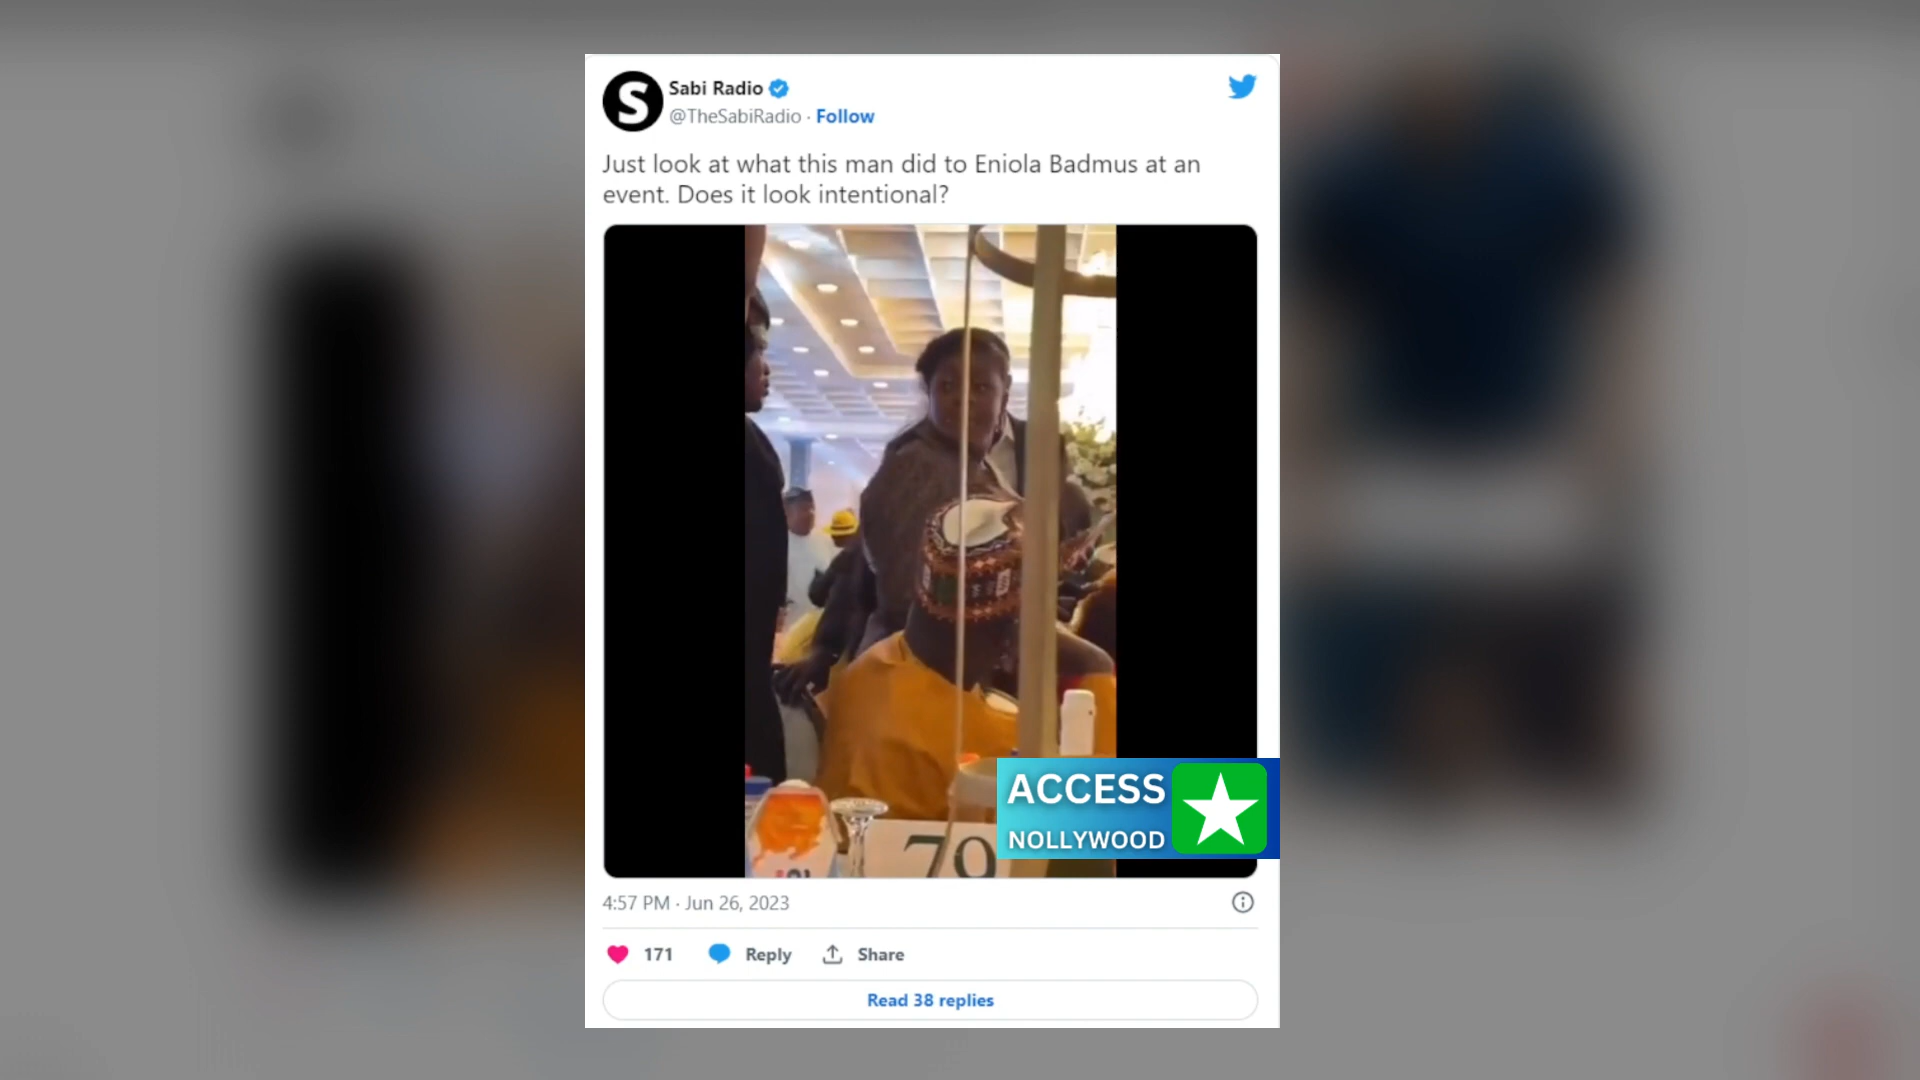 S
Sabi Radio
@TheSabiRadio · Follow
Just look at what this man did to Eniola Badmus at an
event. Does it look intentional?
ACCESS
NOLLYWOOD
70
4:57 PM · Jun 26, 2023
171 Reply Share
Read 38 replies